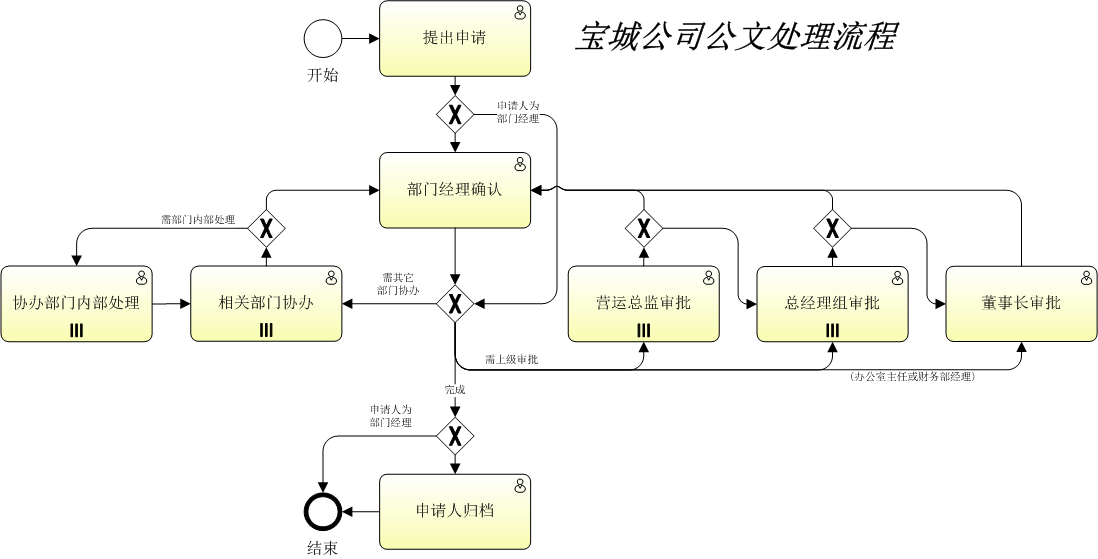 宝城公司公文处理流程
提出申请
开始
申请人为
部门经理
部门经理确认
需部门内部处理
需其它
部门协办
协办部门内部处理
相关部门协办
营运总监审批
总经理组审批
董事长审批
需上级审批
(办公室主任或财务部经理)
完成
申请人为
部门经理
申请人归档
结束